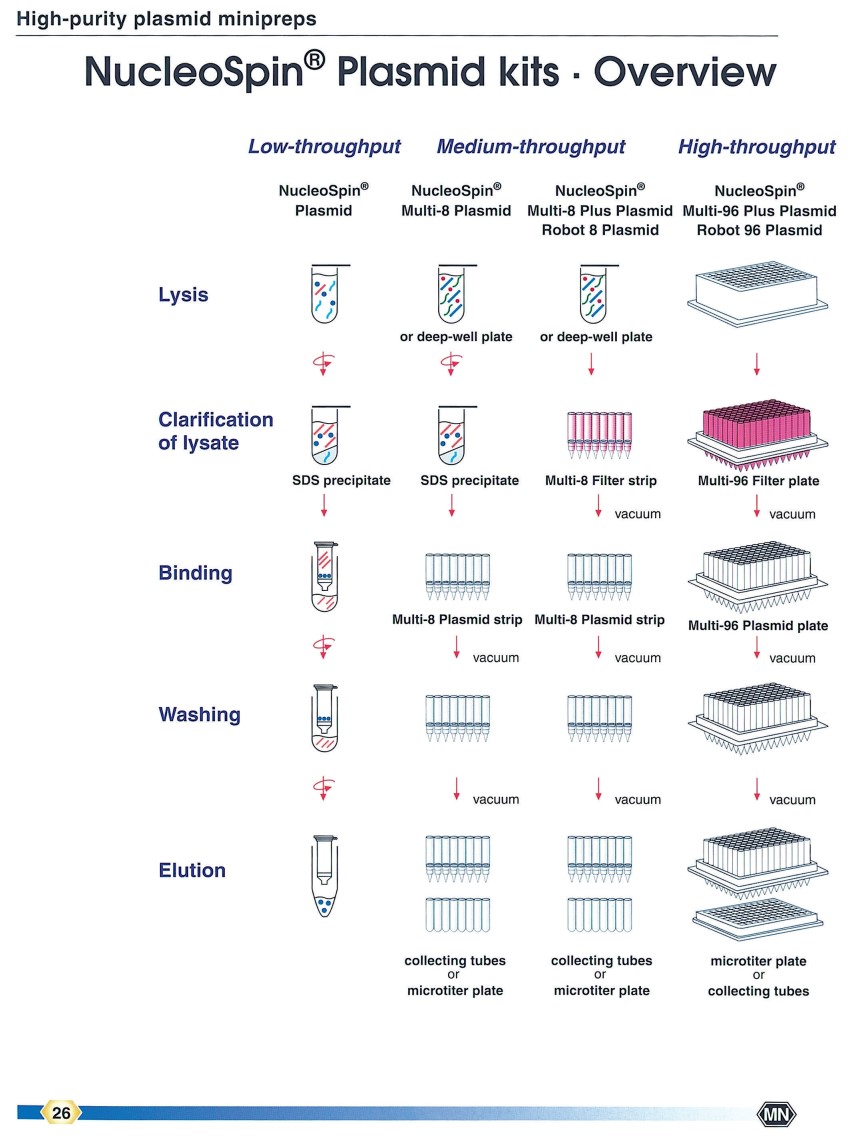 High-purity plasmid minipreps
NucleoSpin® Plasmid kits · Overview
Low-throughput Medium-throughput High-throughput
NucleoSpin® NucleoSpin® NucleoSpin® NucleoSpin®
Plasmid Multi-8 Plasmid Multi-8 Plus Plasmid Multi-96 Plus Plasmid
Robot 8 Plasmid Robot 96 Plasmid
Lysis
or deep-well plate or deep-well plate
Clarification
of lysate
SDS precipitate SDS precipitate Multi-8 Filter strip Multi-96 Filter plate
vacuum vacuum
Binding
Multi-8 Plasmid strip Multi-8 Plasmid strip Multi-96 Plasmid plate
vacuum vacuum vacuum
Washing
vacuum vacuum vacuum
Elution
collecting tubes collecting tubes microtiter plate
or or or
microtiter plate microtiter plate collecting tubes
26 MN